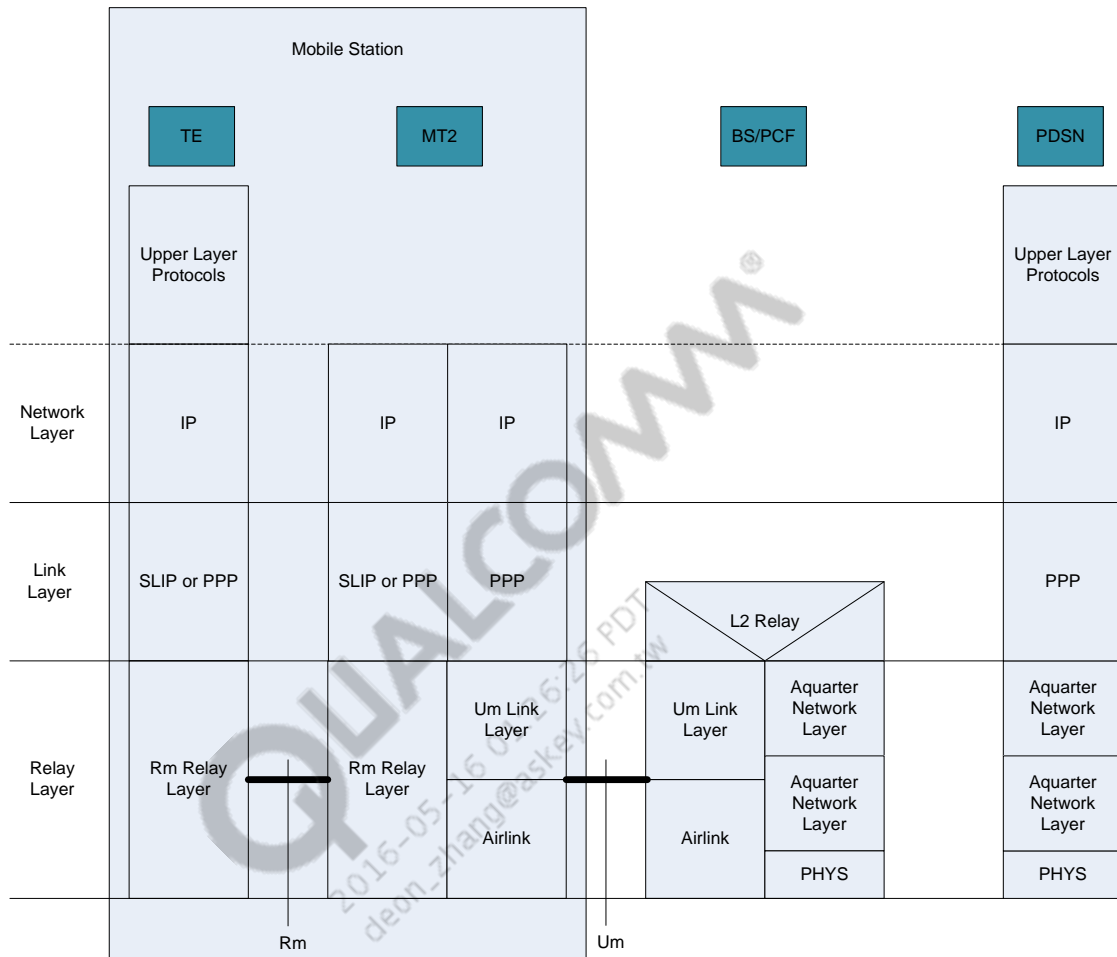 Mobile Station
TE
MT2
BS/PCF
PDSN
Upper Layer
Protocols
Upper Layer
Protocols
Network
Layer
IP
IP
IP
IP
Link
Layer
SLIP or PPP
SLIP or PPP
PPP
PPP
L2 Relay
Relay
Layer
Rm Relay
Layer
Rm Relay
Layer
Um Link
Layer
Airlink
Um Link
Layer
Airlink
Aquarter
Network
Layer
Aquarter
Network
Layer
PHYS
Aquarter
Network
Layer
Aquarter
Network
Layer
PHYS
Rm
Um
QUALCOMM®
2016-05-16 01:26:26 PDT
deon_zhang@askey.com.tw